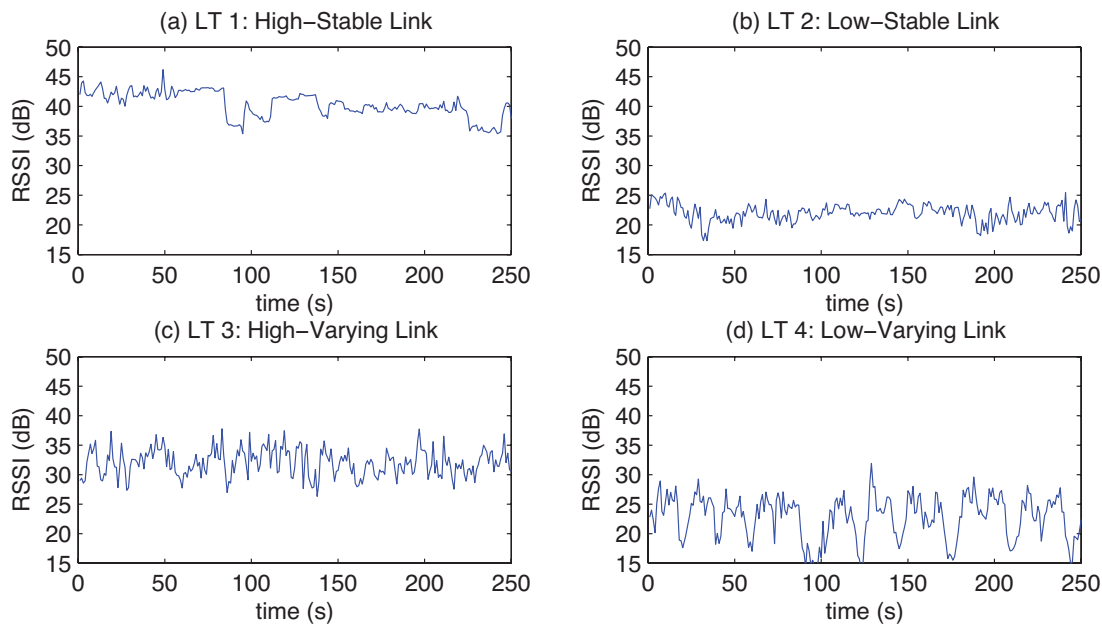 (a) LT 1: High−Stable Link
50
45
40
35
30
25
20
15
RSSI (dB)
0 50 100 150 200 250
time (s)
(b) LT 2: Low−Stable Link
50
45
40
35
30
25
20
15
RSSI (dB)
0 50 100 150 200 250
time (s)
(c) LT 3: High−Varying Link
50
45
40
35
30
25
20
15
RSSI (dB)
0 50 100 150 200 250
time (s)
(d) LT 4: Low−Varying Link
50
45
40
35
30
25
20
15
RSSI (dB)
0 50 100 150 200 250
time (s)